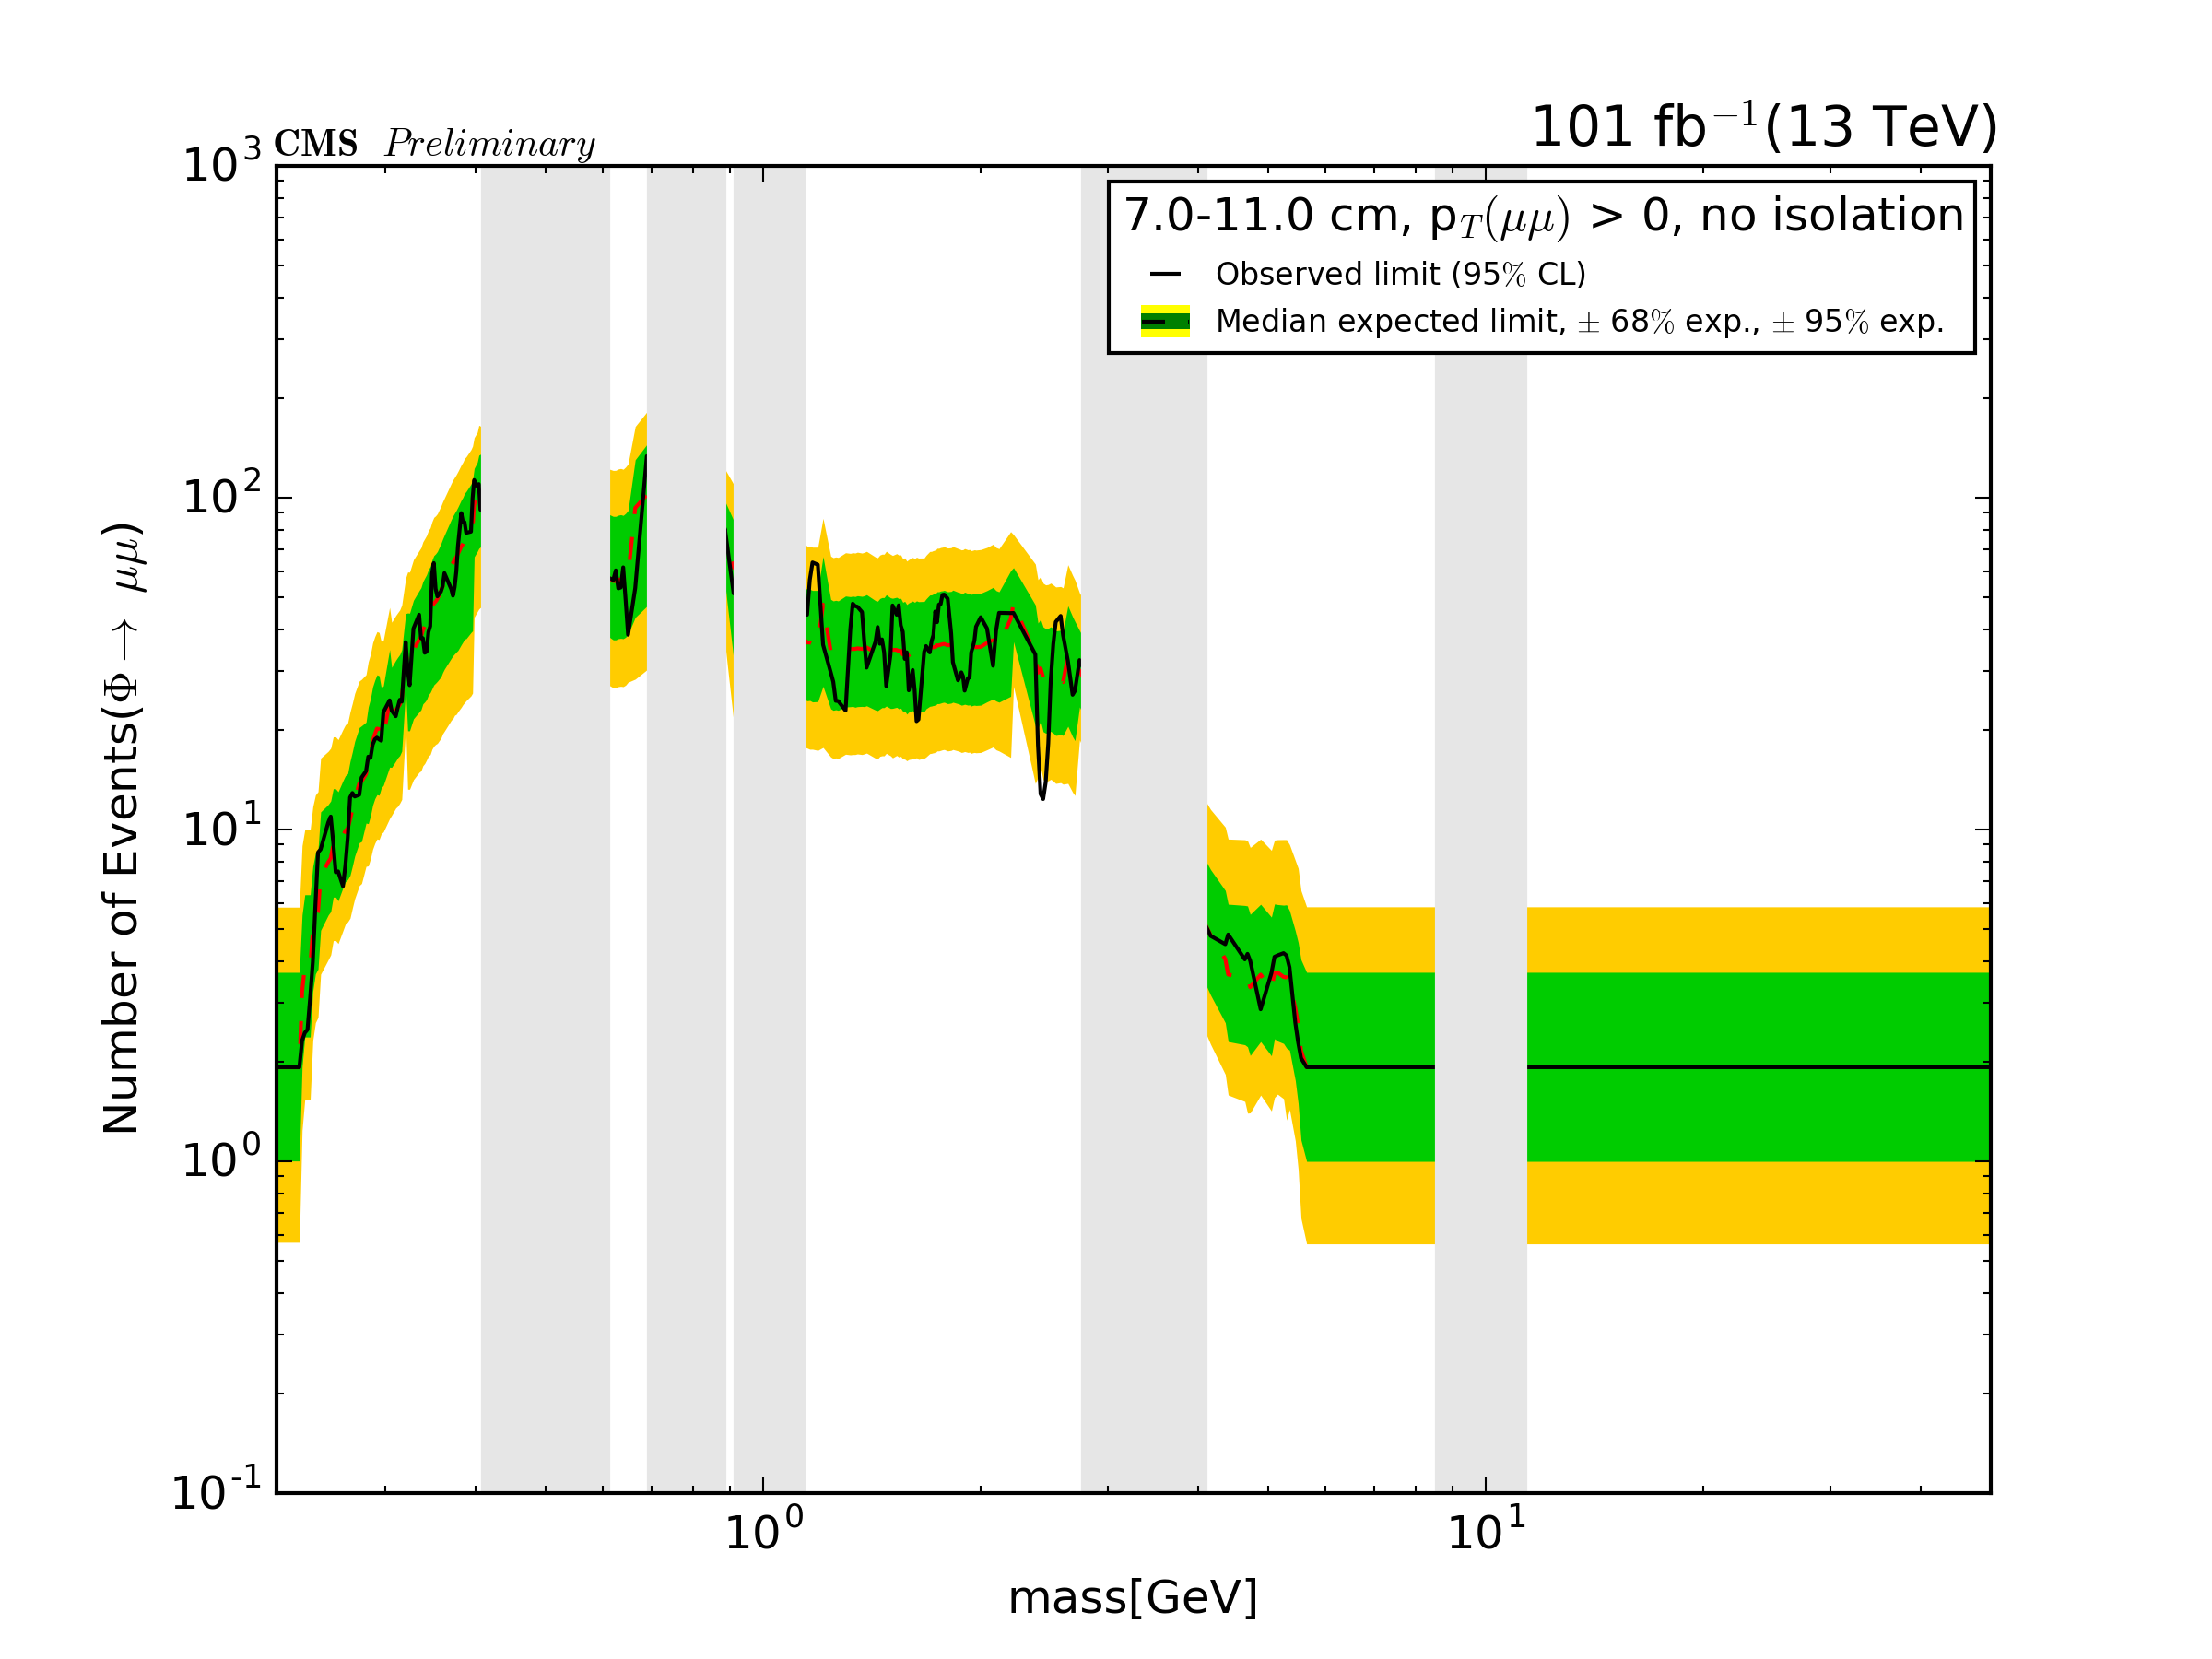 CMS Preliminary
101 fb⁻¹(13 TeV)
7.0-11.0 cm, p_T(μμ) > 0, no isolation
Observed limit (95% CL)
Median expected limit, ± 68% exp., ± 95% exp.
Number of Events(Φ → μμ)
10³
10²
10¹
10⁰
10⁻¹
10⁰ 10¹
mass[GeV]